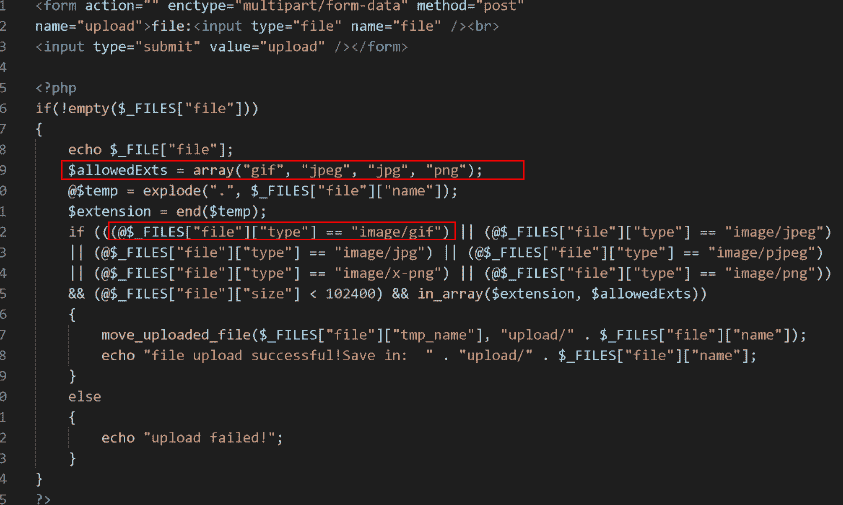 1 <form action="" enctype="multipart/form-data" method="post"
2 name="upload">file:<input type="file" name="file" /><br>
3 <input type="submit" value="upload" /></form>
4
5 <?php
6 if(!empty($_FILES["file"]))
7 {
8 echo $_FILE["file"];
9 $allowedExts = array("gif", "jpeg", "jpg", "png");
0 @$temp = explode(".", $_FILES["file"]["name"]);
1 $extension = end($temp);
2 if (((@$_FILES["file"]["type"] == "image/gif") || (@$_FILES["file"]["type"] == "image/jpeg")
3 || (@$_FILES["file"]["type"] == "image/jpg") || (@$_FILES["file"]["type"] == "image/pjpeg")
4 || (@$_FILES["file"]["type"] == "image/x-png") || (@$_FILES["file"]["type"] == "image/png"))
5 && (@$_FILES["file"]["size"] < 102400) && in_array($extension, $allowedExts))
6 {
7 move_uploaded_file($_FILES["file"]["tmp_name"], "upload/" . $_FILES["file"]["name"]);
8 echo "file upload successful!Save in:  " . "upload/" . $_FILES["file"]["name"];
9 }
0 else
1 {
2 echo "upload failed!";
3 }
4 }
5 ?>